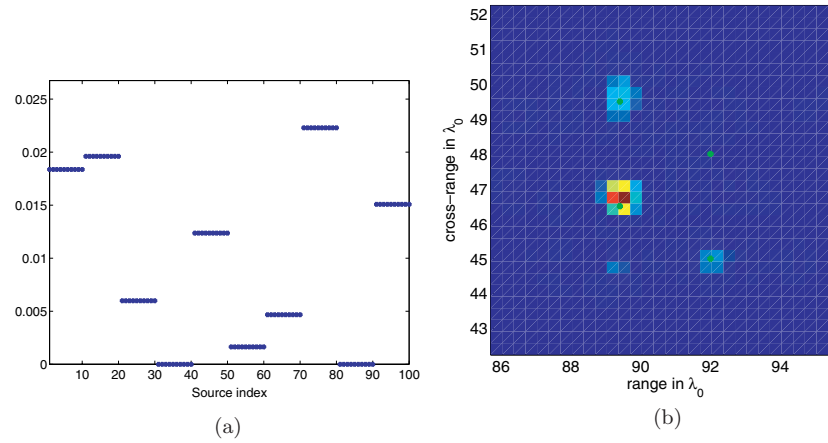 0.025
0.02
0.015
0.01
0.005
0
10 20 30 40 50 60 70 80 90 100
Source index
(a)
52
51
50
49
48
47
46
45
44
43
cross-range in λ0
86 88 90 92 94
range in λ0
(b)